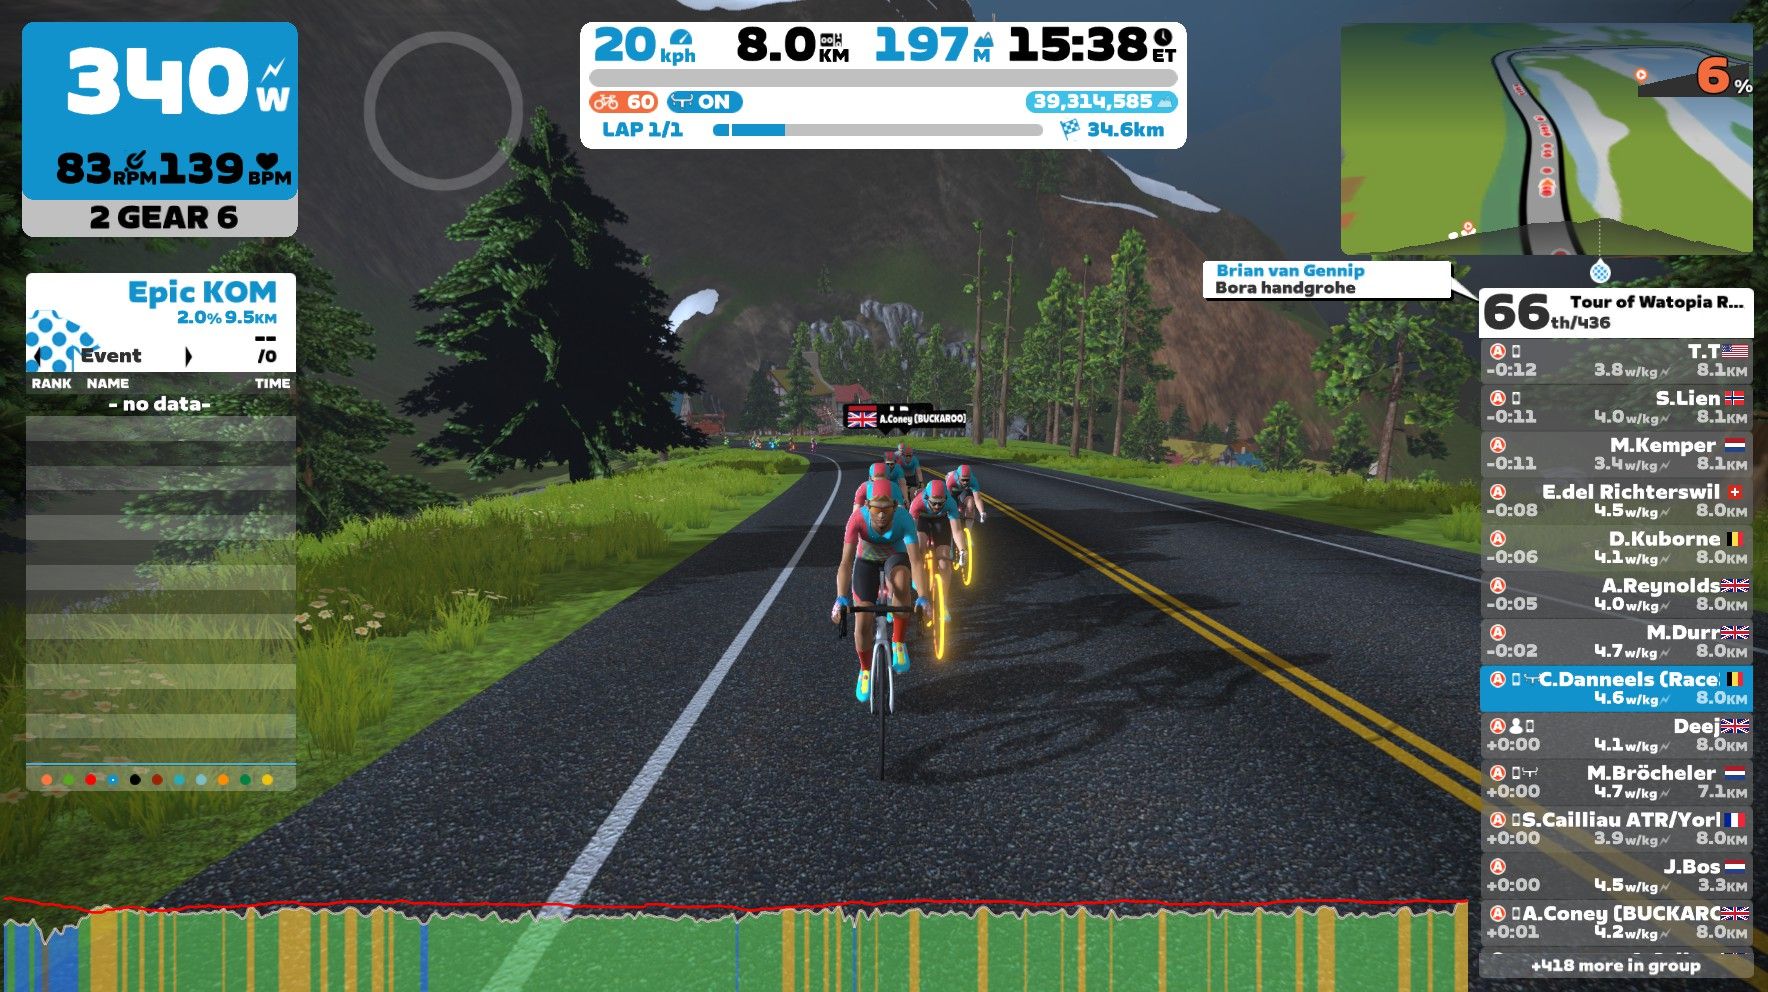 340 W
83 RPM 139 BPM
2 GEAR 6
20 kph 8.0 KM 197 M 15:38 ET
60 ON 39,314,585
LAP 1/1 34.6km
6 %
Epic KOM
2.0% 9.5KM
--
Event /0
RANK NAME TIME
- no data-
Brian van Gennip
Bora handgrohe
A.Coney (BUCKAROO)
66th/436 Tour of Watopia R...
A T.T
-0:12 3.8w/kg 8.1KM
A S.Lien
-0:11 4.0w/kg 8.1KM
A M.Kemper
-0:11 3.4w/kg 8.1KM
A E.del Richterswil
-0:08 4.5w/kg 8.0KM
A D.Kuborne
-0:06 4.1w/kg 8.0KM
A A.Reynolds
-0:05 4.0w/kg 8.0KM
A M.Durr
-0:02 4.7w/kg 8.0KM
A C.Danneels (Race
4.6w/kg 8.0KM
A Deej
+0:00 4.1w/kg 8.0KM
A M.Bröcheler
+0:00 4.7w/kg 7.1KM
A S.Cailliau ATR/Yorl
+0:00 3.9w/kg 8.0KM
A J.Bos
+0:00 4.5w/kg 3.3KM
A A.Coney (BUCKARO
+0:01 4.2w/kg 8.0KM
+418 more in group